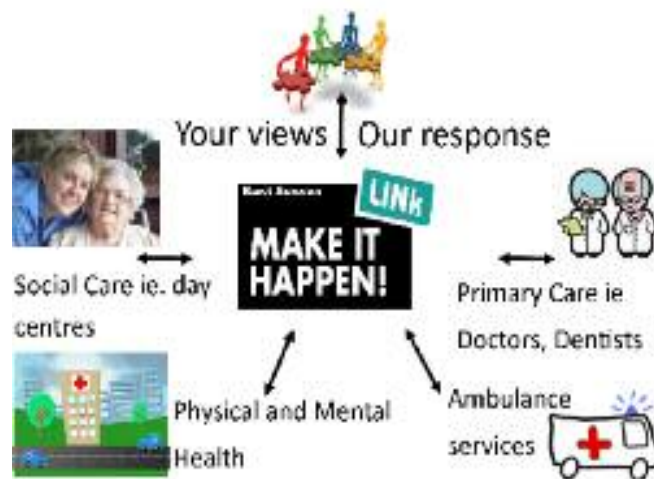 Your views Our response
LiNk
MAKE IT
HAPPEN!
Social Care ie. day
centres
Primary Care ie
Doctors, Dentists
Physical and Mental
Health
Ambulance
services